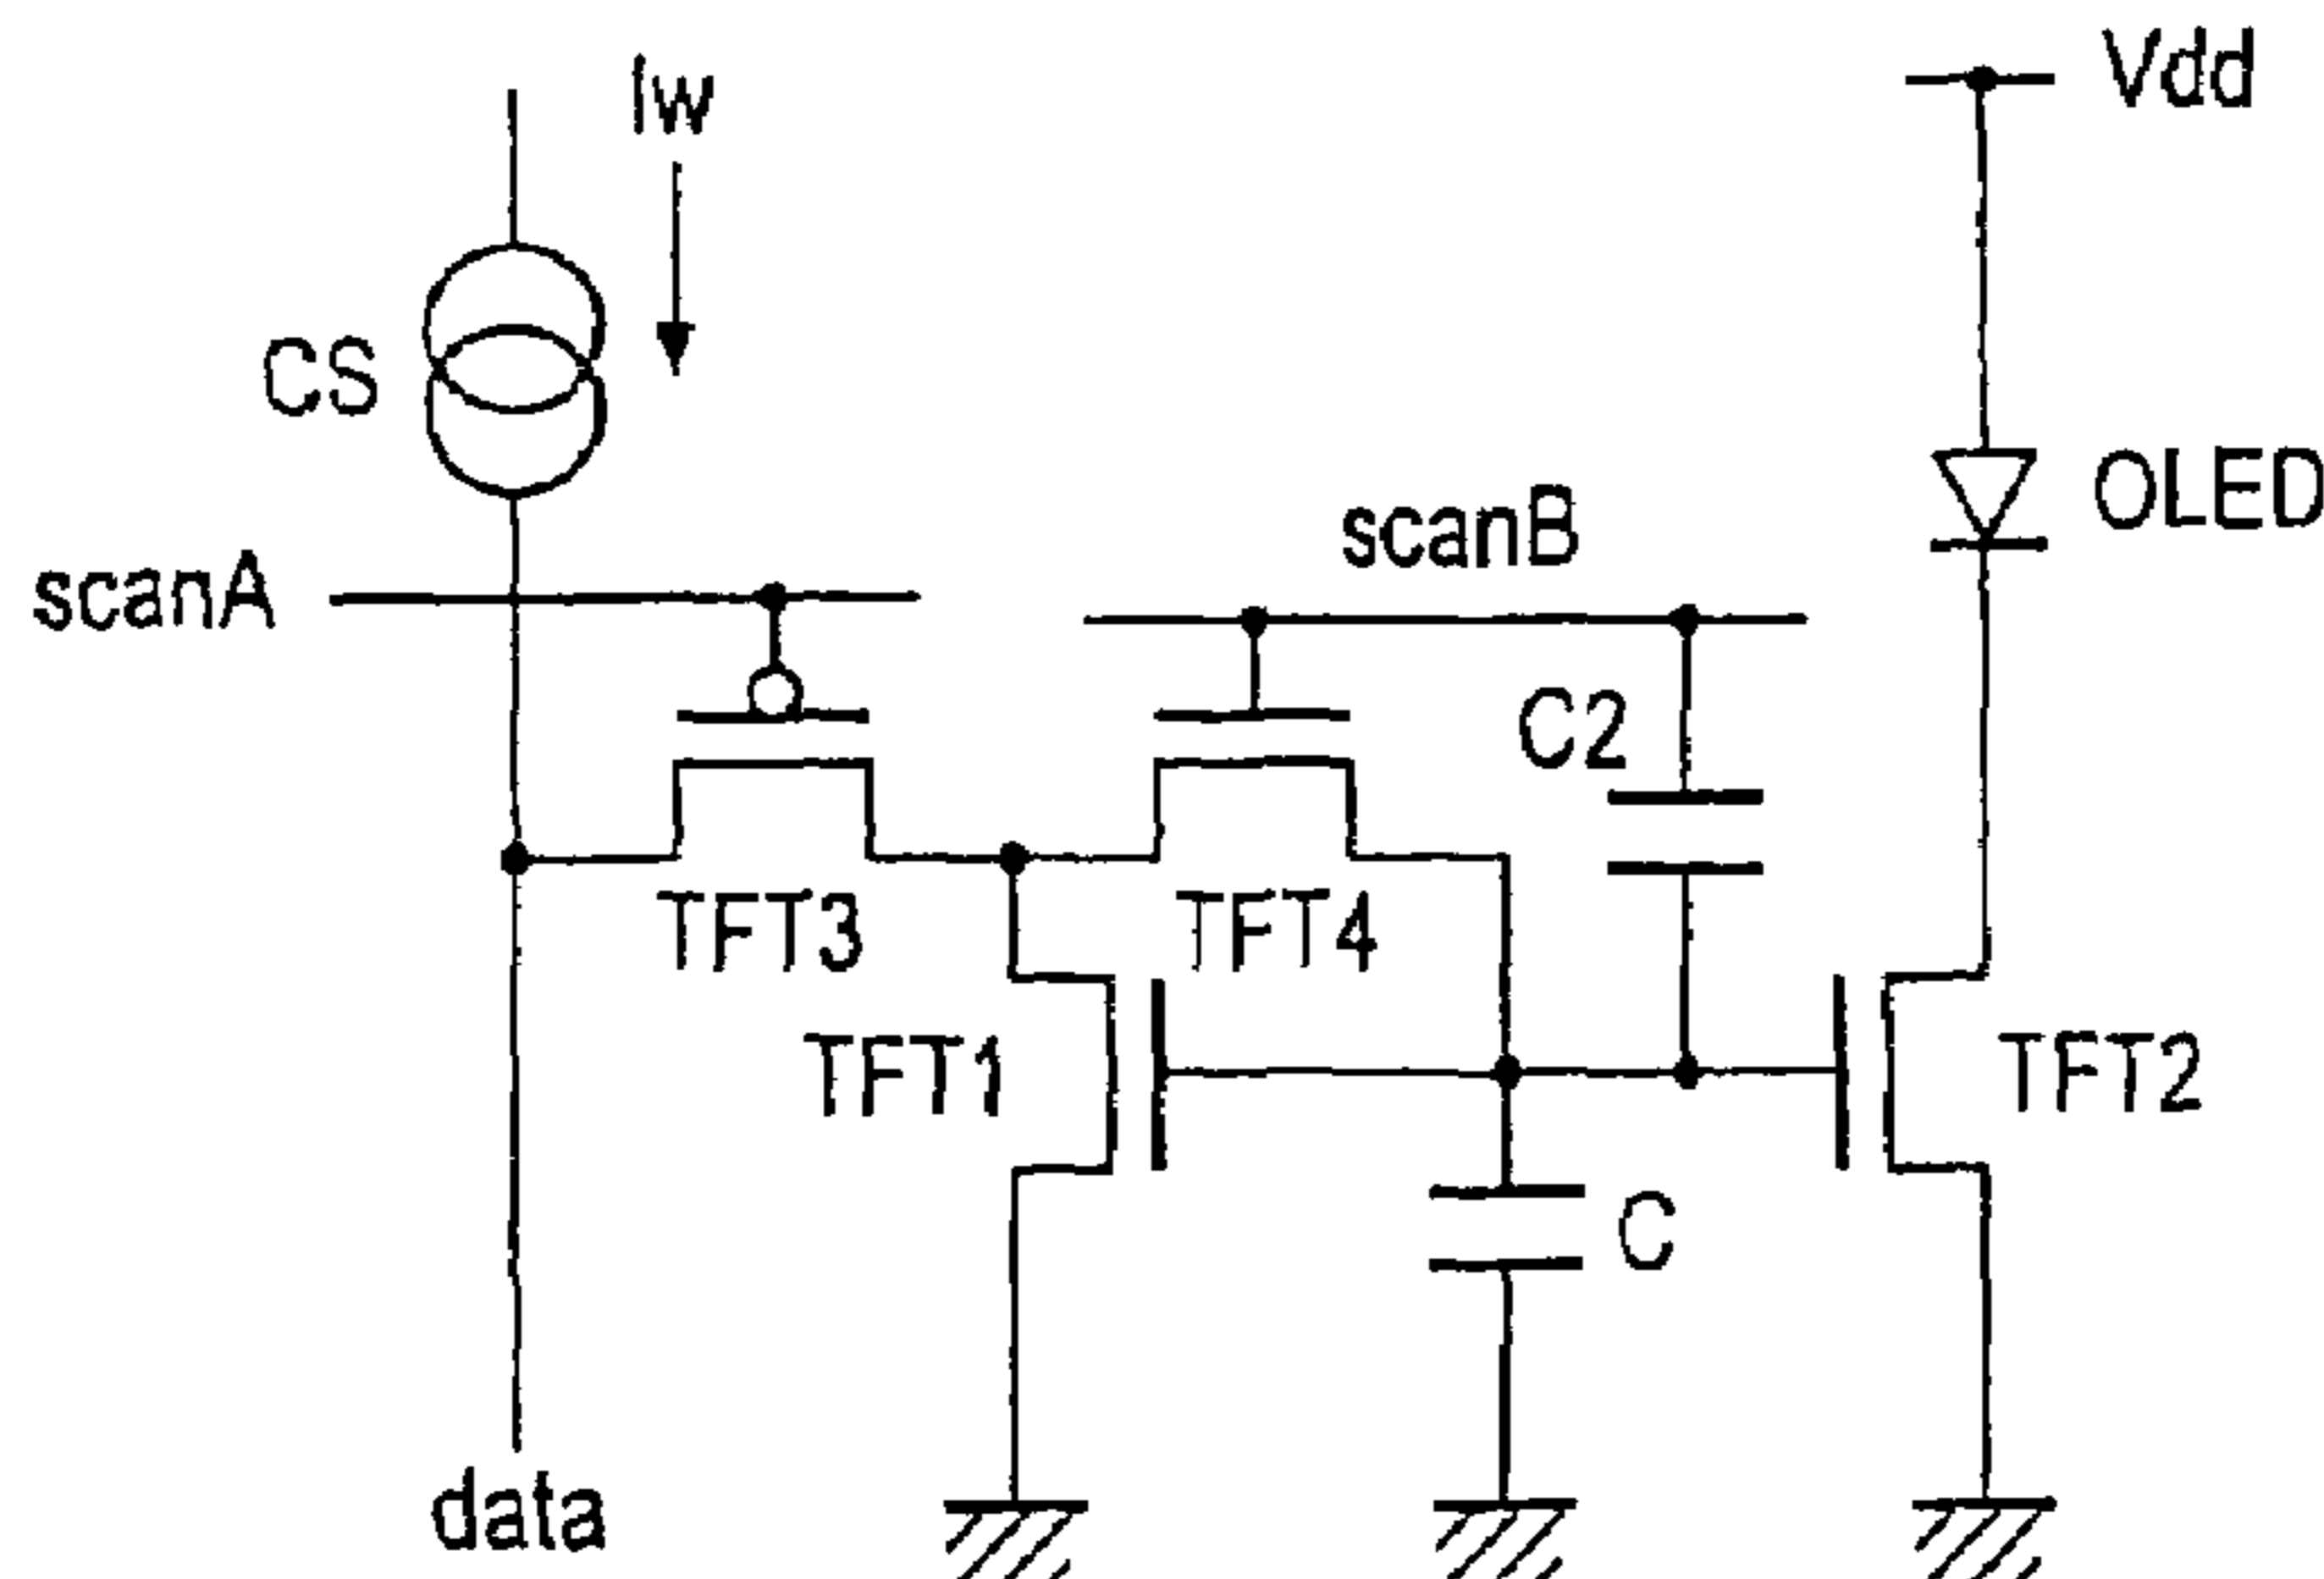 Iw
Vdd
CS
OLED
scanB
scanA
C2
TFT3
TFT4
TFT1
TFT2
C
data